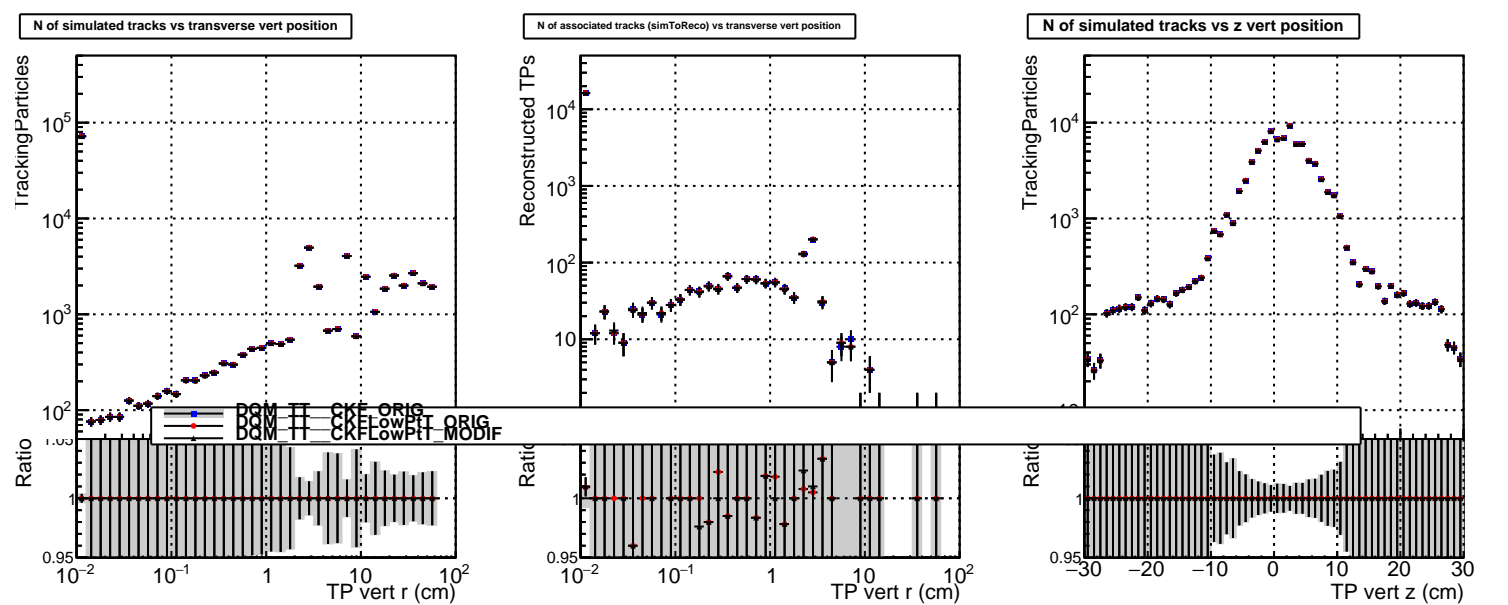 N of simulated tracks vs transverse vert position
N of associated tracks (simToReco) vs transverse vert position
N of simulated tracks vs z vert position
TrackingParticles
10^5
10^4
10^3
10^2
Reconstructed TPs
10^4
10^3
10^2
10
TrackingParticles
10^4
10^3
10^2
DQM_TT__CKF_ORIG
DQM_TT__CKFLowPtT_ORIG
DQM_TT__CKFLowPtT_MODIF
Ratio
1.05
1
0.95
10^−2 10^−1 1 10 10^2
TP vert r (cm)
Ratio
1
0.95
10^−2 10^−1 1 10 10^2
TP vert r (cm)
Ratio
1
0.95
−30 −20 −10 0 10 20 30
TP vert z (cm)